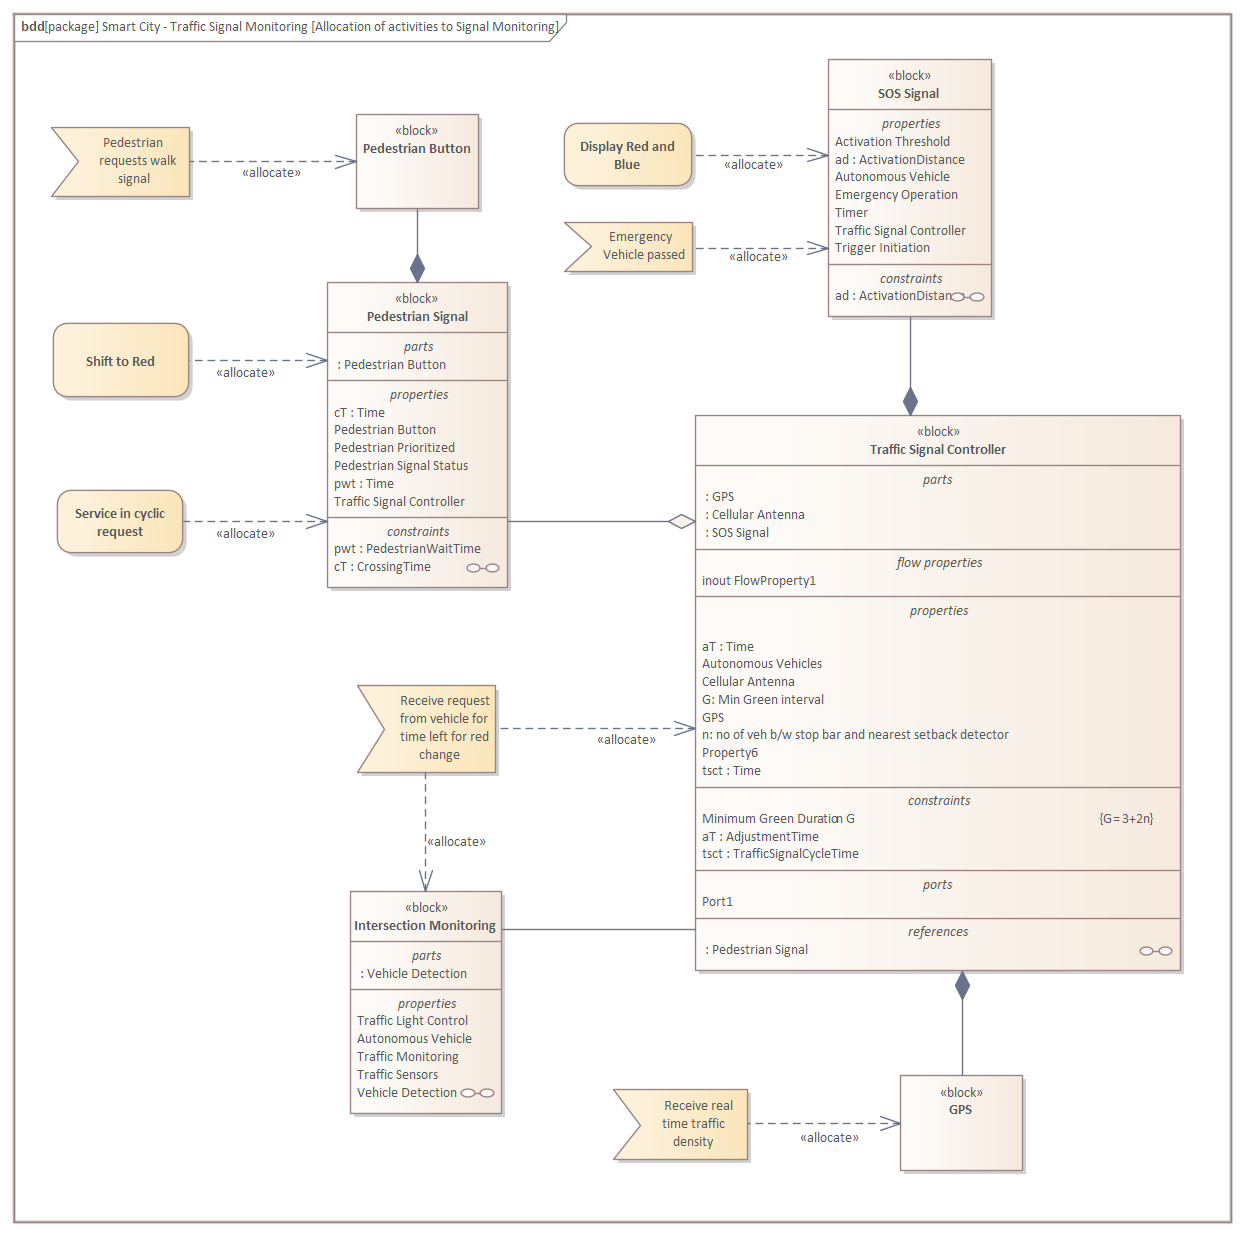 bdd[package] Smart City - Traffic Signal Monitoring [Allocation of activities to Signal Monitoring]
«block»
SOS Signal
properties
Activation Threshold
ad : ActivationDistance
Autonomous Vehicle
Emergency Operation
Timer
Traffic Signal Controller
Trigger Initiation
constraints
ad : ActivationDistan
Pedestrian
requests walk
signal
«allocate»
«block»
Pedestrian Button
Display Red and
Blue
«allocate»
Emergency
Vehicle passed
«allocate»
«block»
Pedestrian Signal
parts
: Pedestrian Button
properties
cT : Time
Pedestrian Button
Pedestrian Prioritized
Pedestrian Signal Status
pwt : Time
Traffic Signal Controller
constraints
pwt : PedestrianWaitTime
cT : CrossingTime
Shift to Red
«allocate»
Service in cyclic
request
«allocate»
«block»
Traffic Signal Controller
parts
: GPS
: Cellular Antenna
: SOS Signal
flow properties
inout FlowProperty1
properties
aT : Time
Autonomous Vehicles
Cellular Antenna
G: Min Green interval
GPS
n: no of veh b/w stop bar and nearest setback detector
Property6
tsct : Time
constraints
Minimum Green Duration G {G= 3+2n}
aT : AdjustmentTime
tsct : TrafficSignalCycleTime
ports
Port1
references
: Pedestrian Signal
Receive request
from vehicle for
time left for red
change
«allocate»
«allocate»
«block»
Intersection Monitoring
parts
: Vehicle Detection
properties
Traffic Light Control
Autonomous Vehicle
Traffic Monitoring
Traffic Sensors
Vehicle Detection
Receive real
time traffic
density
«allocate»
«block»
GPS